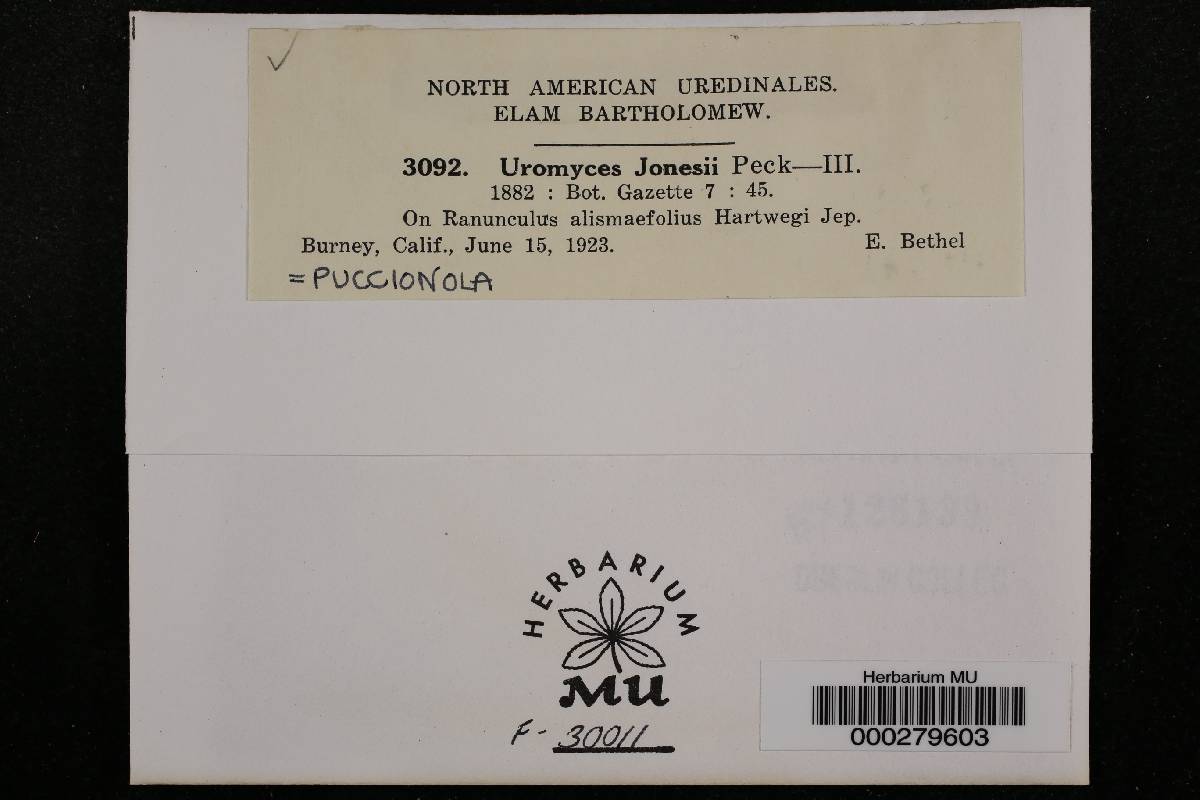 NORTH AMERICAN UREDINALES.
ELAM BARTHOLOMEW.
3092. Uromyces Jonesii Peck—III.
1882 : Bot. Gazette 7 : 45.
On Ranunculus alismaefolius Hartwegi Jep.
Burney, Calif., June 15, 1923. E. Bethel
=PUCCIONOLA
HERBARIUM
MU
F-30011
Herbarium MU
000279603